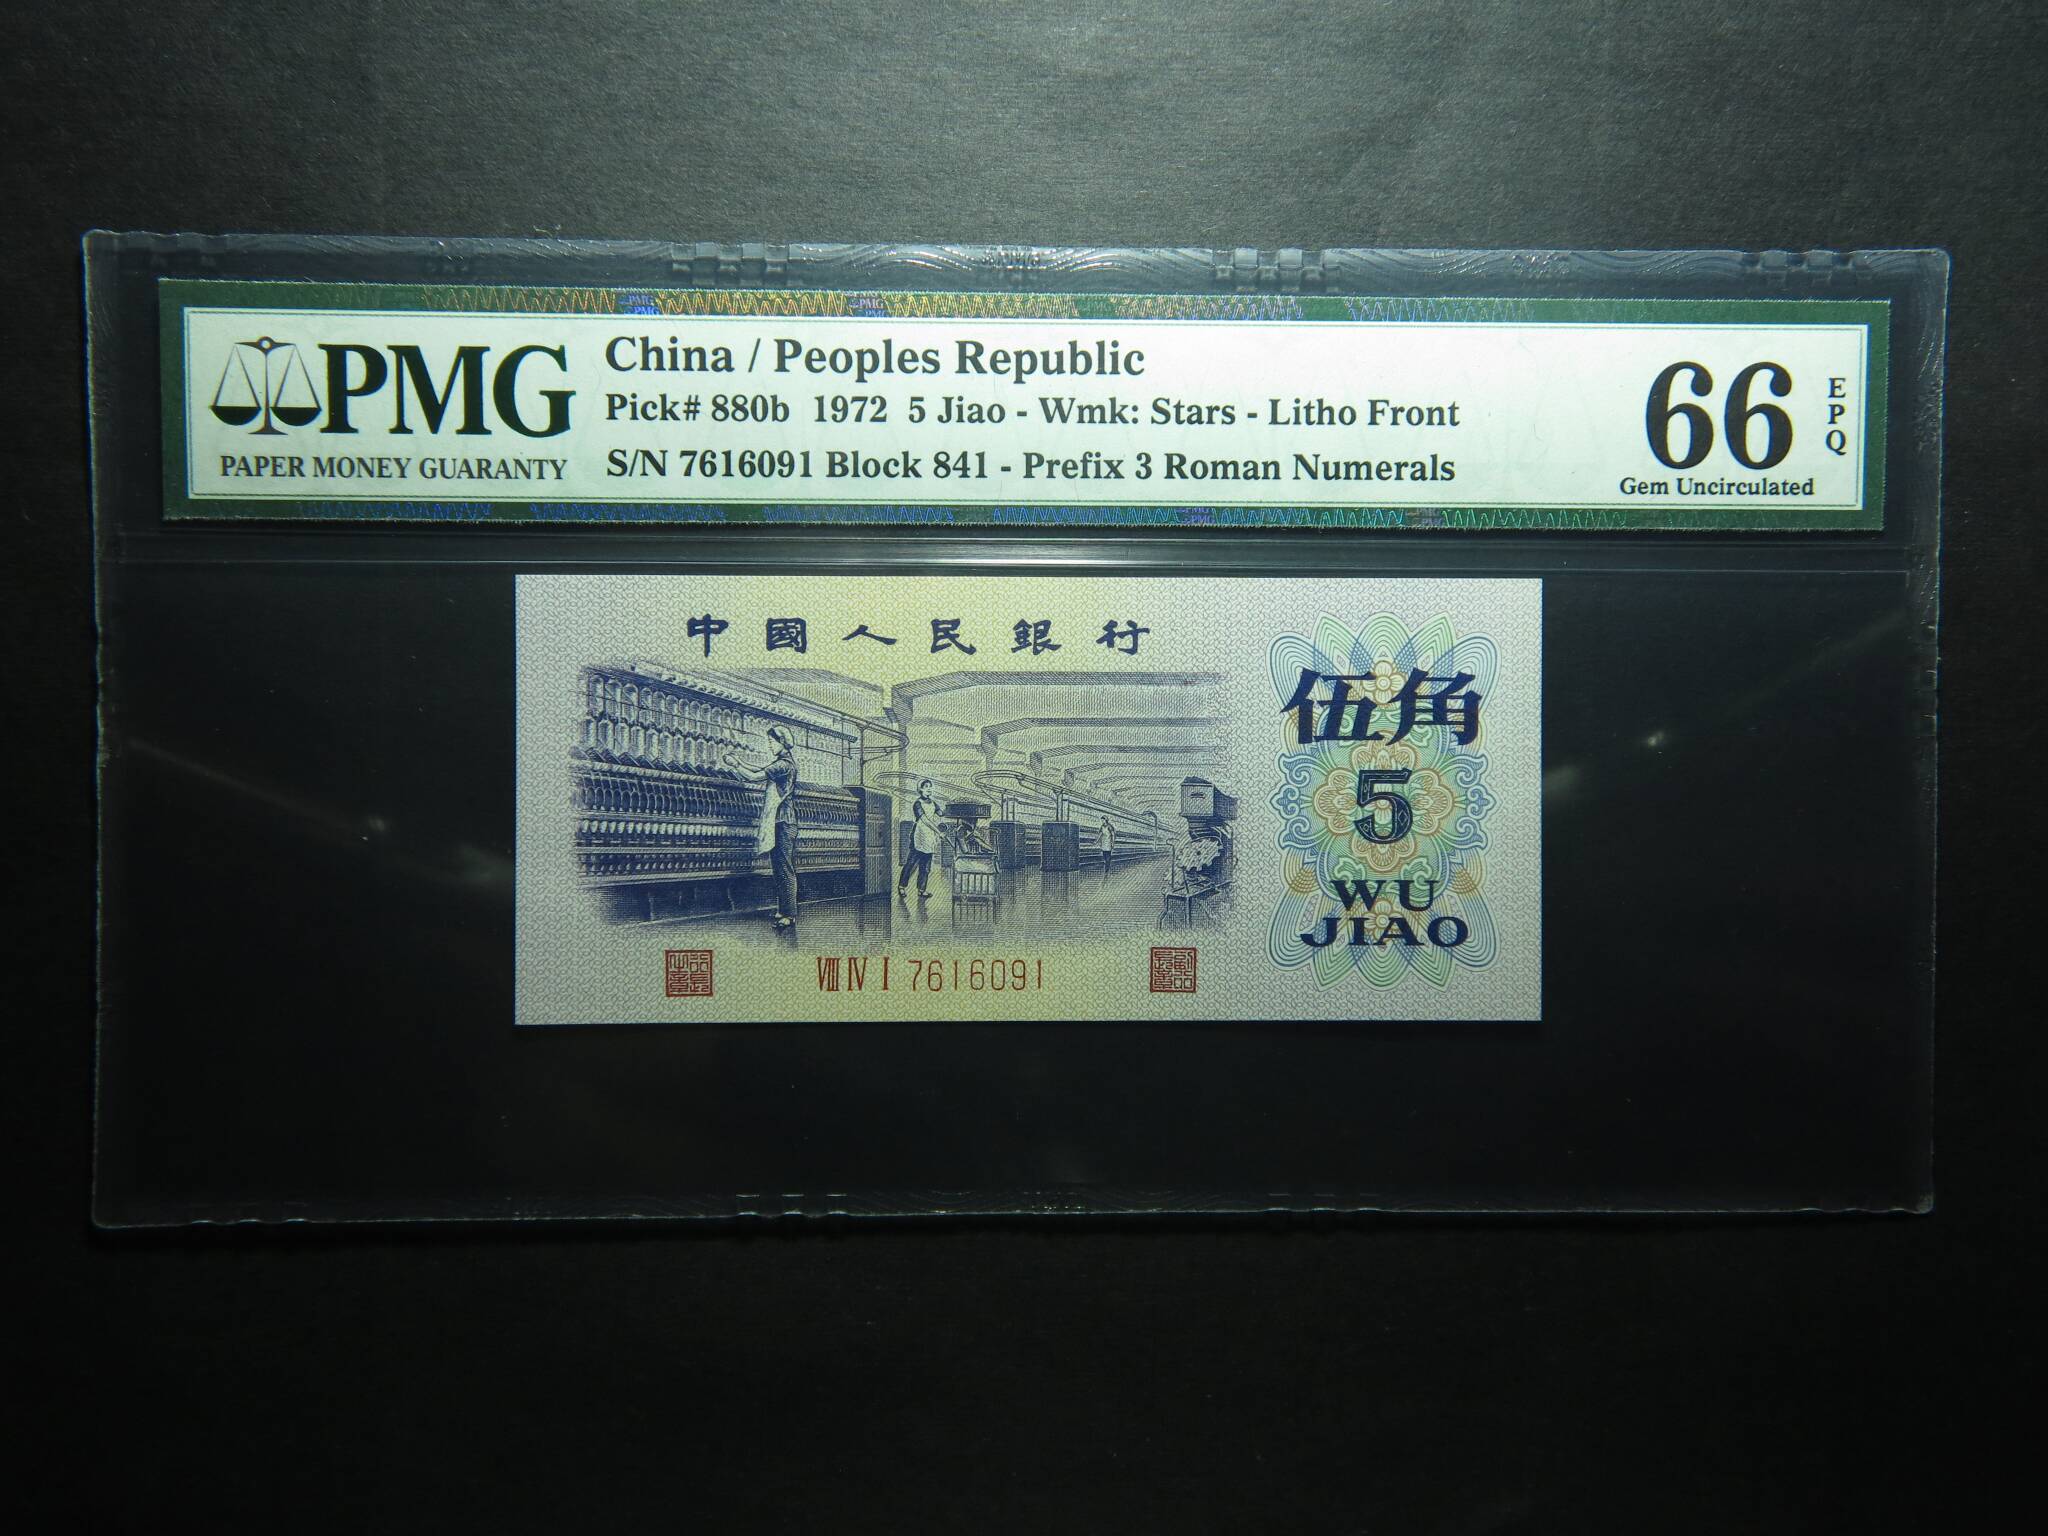 PMG
PAPER MONEY GUARANTY
China / Peoples Republic
Pick# 880b 1972 5 Jiao - Wmk: Stars - Litho Front
S/N 7616091 Block 841 - Prefix 3 Roman Numerals
66
EPQ
Gem Uncirculated
中國人民銀行
伍角
5
WU
JIAO
VIII IV I 7616091